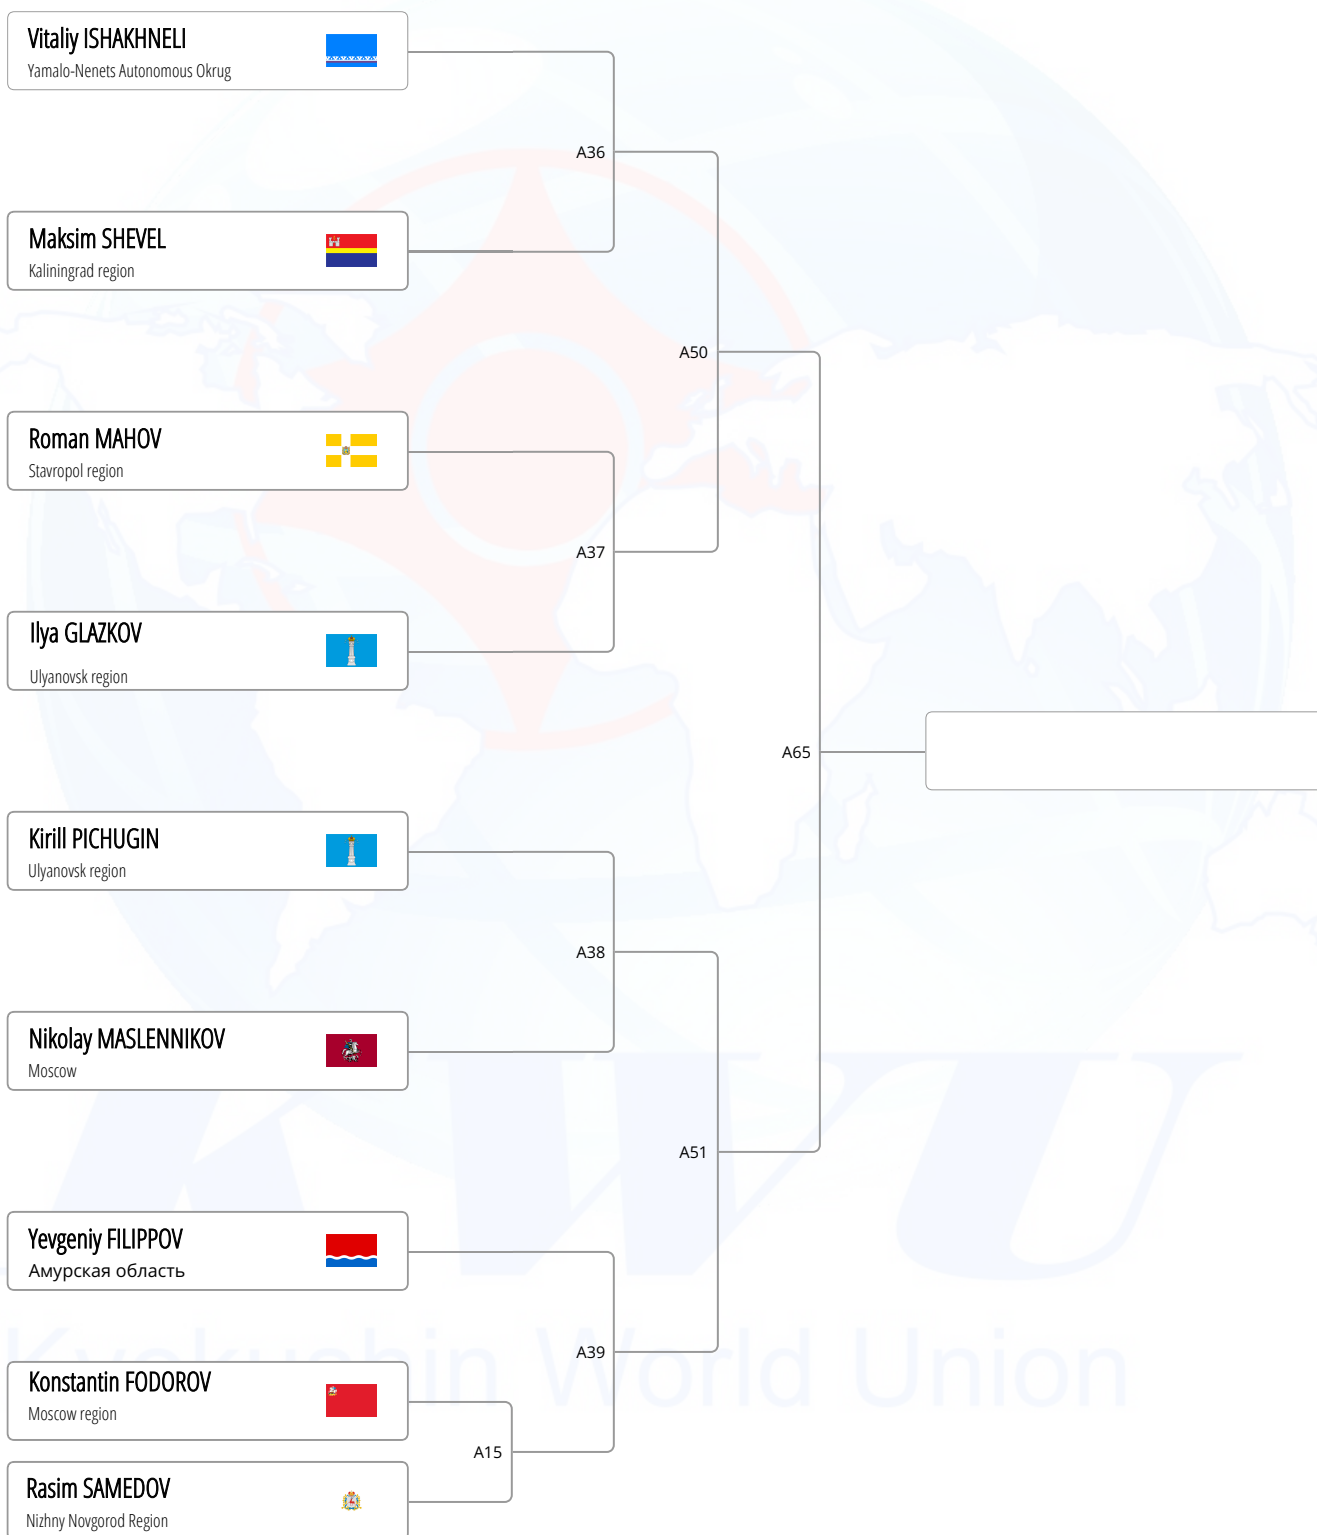 Vitaliy ISHAKHNELI
Yamalo-Nenets Autonomous Okrug
A36
Maksim SHEVEL
Kaliningrad region
A50
Roman MAHOV
Stavropol region
A37
Ilya GLAZKOV
Ulyanovsk region
A65
Kirill PICHUGIN
Ulyanovsk region
A38
Nikolay MASLENNIKOV
Moscow
A51
Yevgeniy FILIPPOV
Амурская область
A39
Konstantin FODOROV
Moscow region
A15
Rasim SAMEDOV
Nizhny Novgorod Region
KWU
Kyokushin World Union